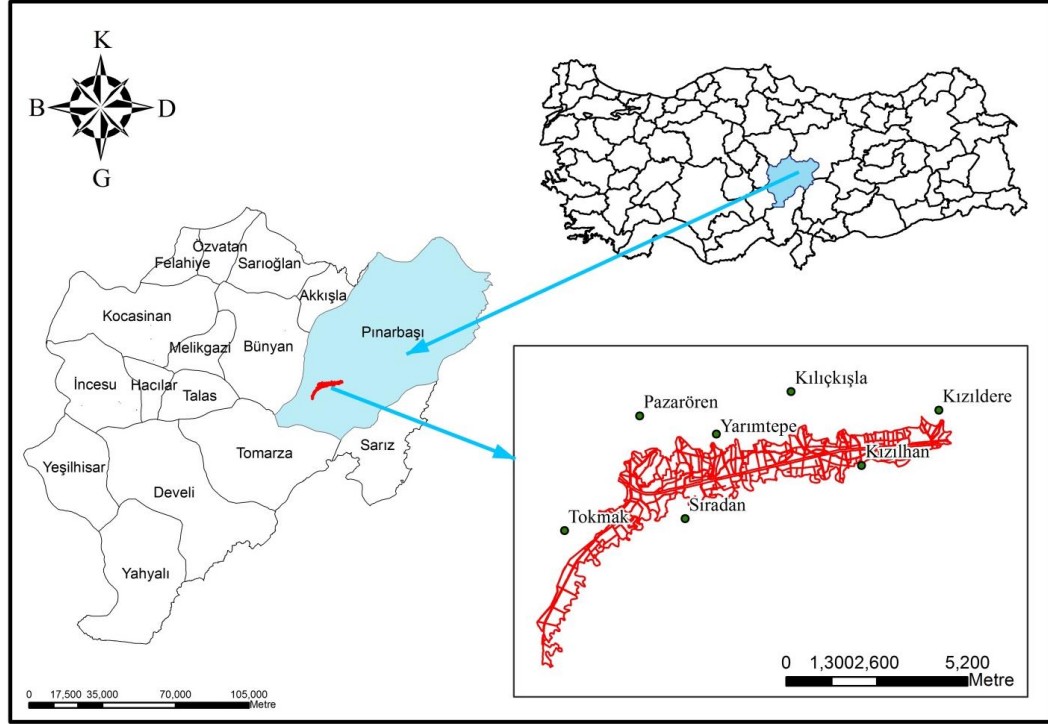 K
B
D
G
Özvatan
Felahiye
Sarıoğlan
Akkışla
Kocasinan
Pınarbaşı
Melikgazi
Bünyan
İncesu
Hacılar
Talas
Tomarza
Sarız
Yeşilhisar
Develi
Yahyalı
0 17,500 35,000 70,000 105,000
Metre
Kılıçkışla
Pazarören
Kızıldere
Yarımtepe
Kızılhan
Sıradan
Tokmak
0 1,3002,600 5,200
Metre